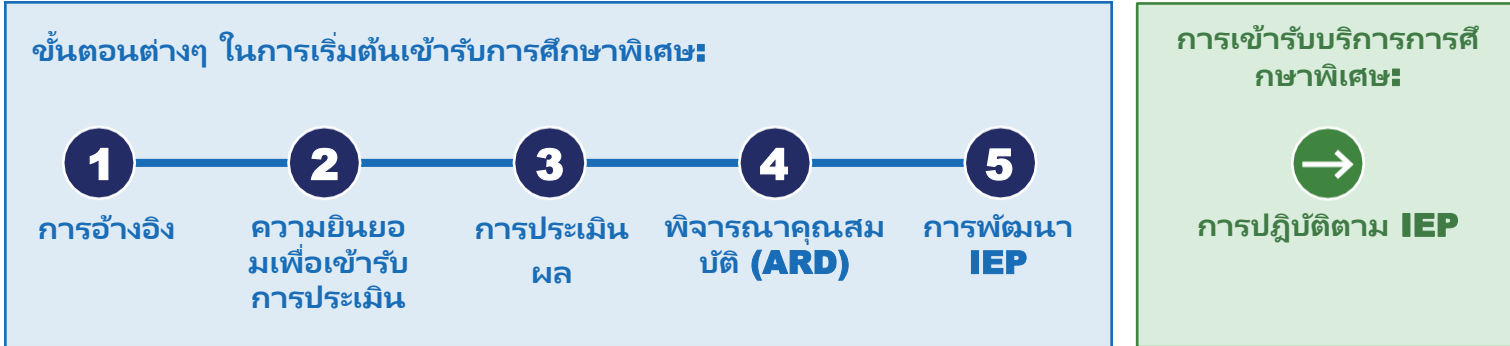 ขั้นตอนต่างๆ ในการเริ่มต้นเข้ารับการศึกษาพิเศษ:
1
2
3
4
5
การอ้างอิง
ความยินยอ
มเพื่อเข้ารับ
การประเมิน
การประเมิน
ผล
พิจารณาคุณสม
บัติ (ARD)
การพัฒนา
IEP
การเข้ารับบริการการศึ
กษาพิเศษ:
การปฎิบัติตาม IEP